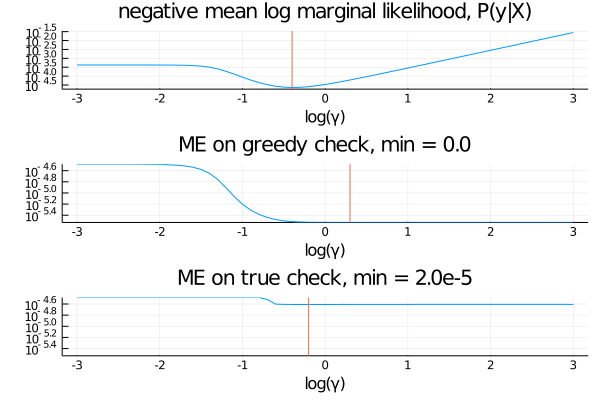 negative mean log marginal likelihood, P(y|X)
10⁻ ¹·⁵
10⁻ ²·⁰
10⁻ ²·⁵
10⁻ ³·⁰
10⁻ ³·⁵
10⁻ ⁴·⁰
10⁻ ⁴·⁵
-3 -2 -1 0 1 2 3
log(γ)
ME on greedy check, min = 0.0
10⁻ ⁴·⁶
10⁻ ⁴·⁸
10⁻ ⁵·⁰
10⁻ ⁵·²
10⁻ ⁵·⁴
-3 -2 -1 0 1 2 3
log(γ)
ME on true check, min = 2.0e-5
10⁻ ⁴·⁶
10⁻ ⁴·⁸
10⁻ ⁵·⁰
10⁻ ⁵·²
10⁻ ⁵·⁴
-3 -2 -1 0 1 2 3
log(γ)